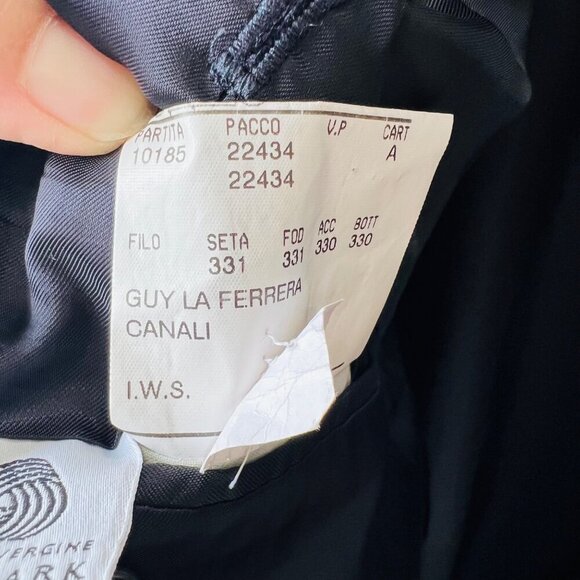 PARTITA PACCO V.P CART
10185 22434 A
22434
FILO SETA FOD ACC BOTT
331 331 330 330
GUY LA FERRERA
CANALI
I.W.S.
VERGINE
ARK